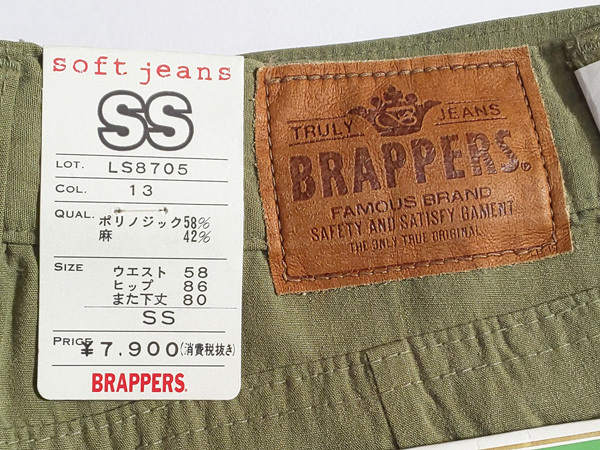 soft jeans
SS
LOT. LS8705
COL. 13
QUAL. ポリノジック58%
麻 42%
SIZE ウエスト 58
ヒップ 86
また下丈 80
SS
PRICE ¥7,900(消費税抜き)
BRAPPERS.
TRULY JEANS
BRAPPERS®
FAMOUS BRAND
SAFETY AND SATISFY GAMENT
THE ONLY TRUE ORIGINAL